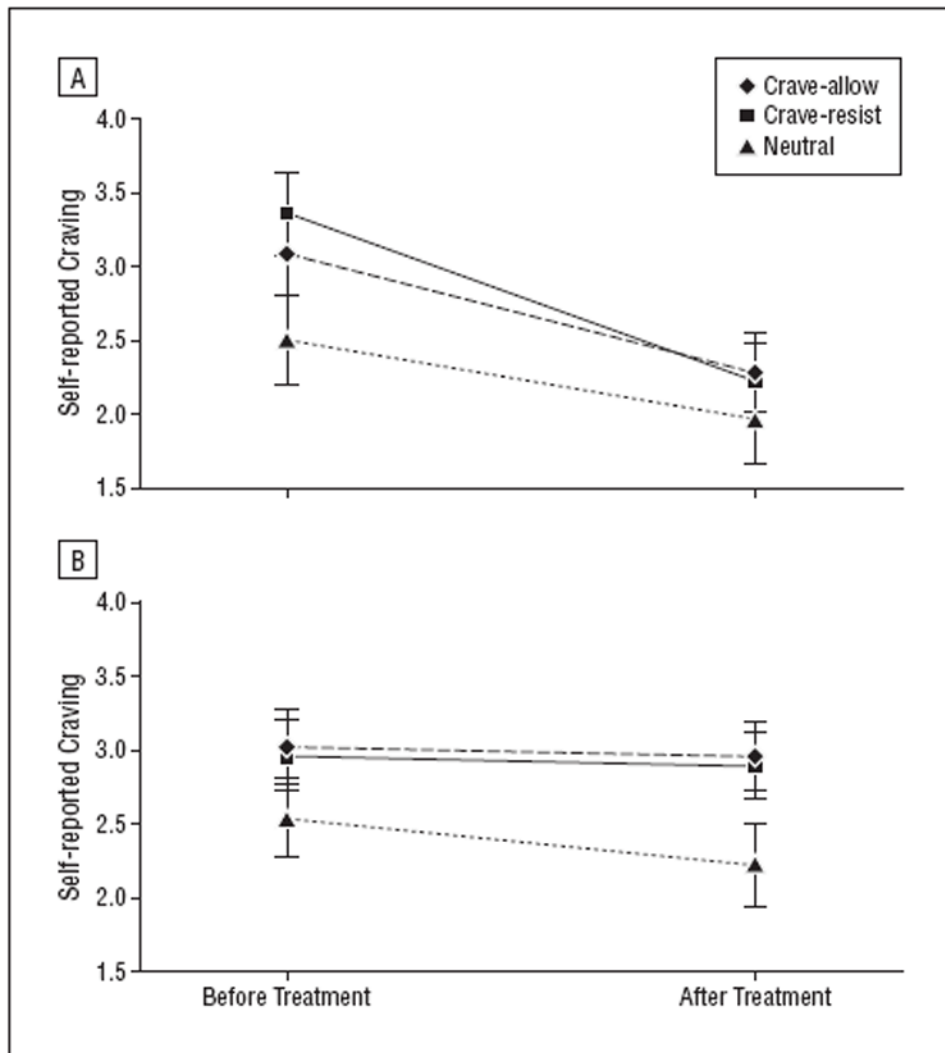 A
Crave-allow
Crave-resist
Neutral
4.0
3.5
3.0
2.5
2.0
1.5
Self-reported Craving
B
4.0
3.5
3.0
2.5
2.0
1.5
Self-reported Craving
Before Treatment
After Treatment